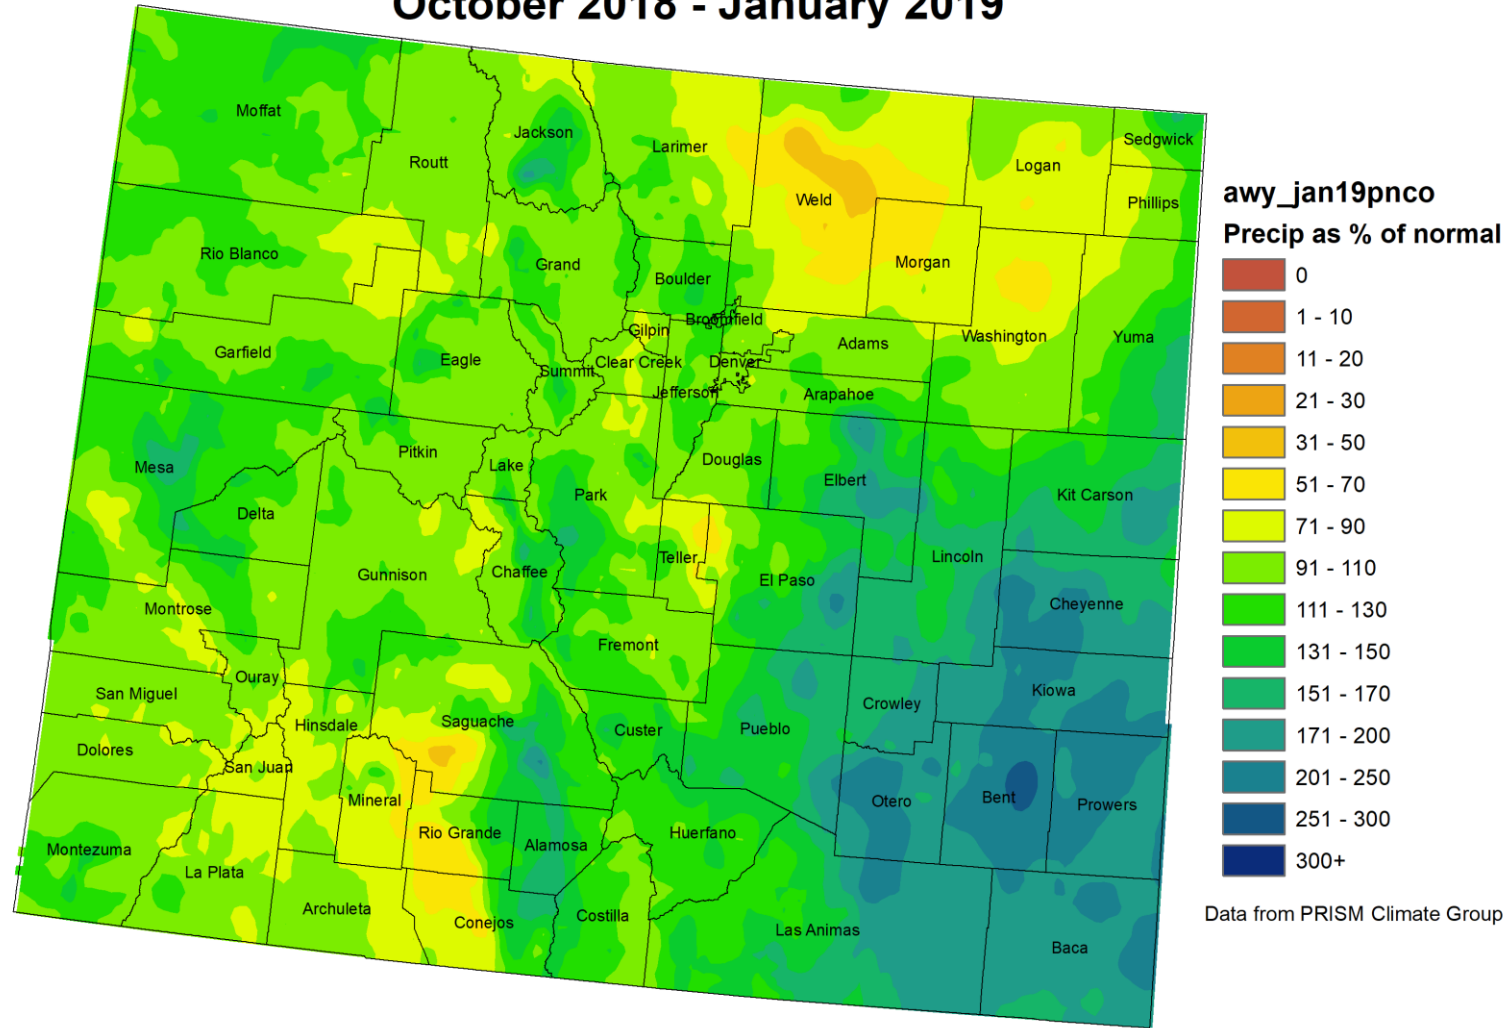 October 2018 - January 2019
Moffat
Routt
Jackson
Larimer
Weld
Logan
Sedgwick
Phillips
Rio Blanco
Grand
Boulder
Morgan
Broomfield
Gilpin
Garfield
Eagle
Summit
Clear Creek
Denver
Adams
Washington
Yuma
Jefferson
Arapahoe
Mesa
Pitkin
Lake
Park
Douglas
Elbert
Kit Carson
Delta
Gunnison
Chaffee
Teller
El Paso
Lincoln
Cheyenne
Montrose
Fremont
Ouray
San Miguel
Hinsdale
Saguache
Custer
Pueblo
Crowley
Kiowa
Dolores
San Juan
Mineral
Rio Grande
Alamosa
Huerfano
Otero
Bent
Prowers
Montezuma
La Plata
Archuleta
Conejos
Costilla
Las Animas
Baca
awy_jan19pnco
Precip as % of normal
0
1 - 10
11 - 20
21 - 30
31 - 50
51 - 70
71 - 90
91 - 110
111 - 130
131 - 150
151 - 170
171 - 200
201 - 250
251 - 300
300+
Data from PRISM Climate Group